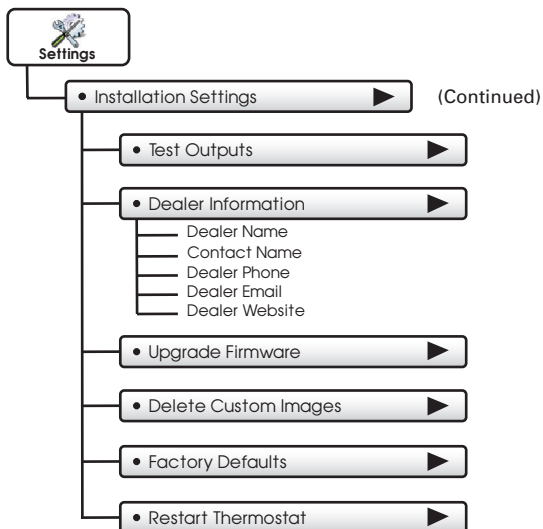 Settings
• Installation Settings (Continued)
• Test Outputs
• Dealer Information
Dealer Name
Contact Name
Dealer Phone
Dealer Email
Dealer Website
• Upgrade Firmware
• Delete Custom Images
• Factory Defaults
• Restart Thermostat